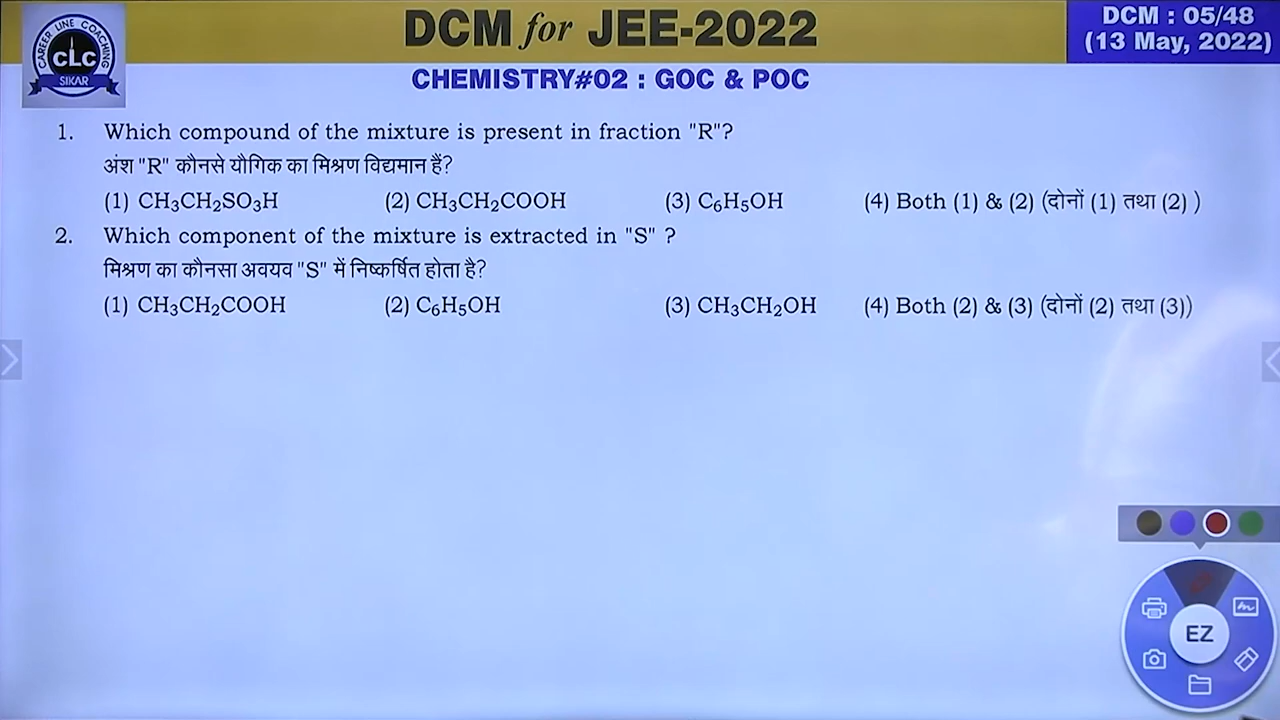 CAREER LINE COACHING
CLC
SIKAR
DCM for JEE-2022
DCM : 05/48
(13 May, 2022)
CHEMISTRY#02 : GOC & POC
1. Which compound of the mixture is present in fraction "R"?
अंश "R" कौनसे यौगिक का मिश्रण विद्यमान हैं?
(1) CH₃CH₂SO₃H (2) CH₃CH₂COOH (3) C₆H₅OH (4) Both (1) & (2) (दोनों (1) तथा (2) )
2. Which component of the mixture is extracted in "S" ?
मिश्रण का कौनसा अवयव "S" में निष्कर्षित होता है?
(1) CH₃CH₂COOH (2) C₆H₅OH (3) CH₃CH₂OH (4) Both (2) & (3) (दोनों (2) तथा (3))
EZ